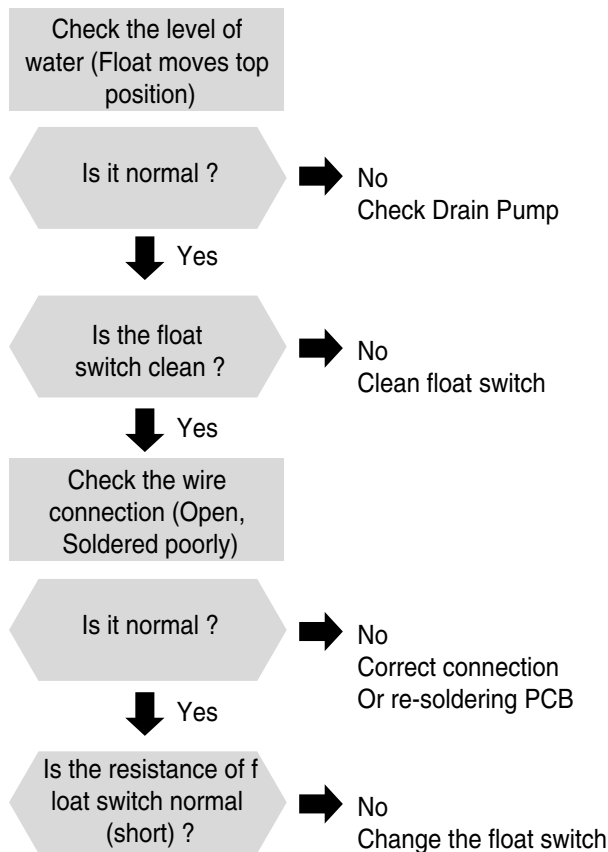 Check the level of
water (Float moves top
position)
Is it normal ?
No
Check Drain Pump
Yes
Is the float
switch clean ?
No
Clean float switch
Yes
Check the wire
connection (Open,
Soldered poorly)
Is it normal ?
No
Correct connection
Or re-soldering PCB
Yes
Is the resistance of f
loat switch normal
(short) ?
No
Change the float switch